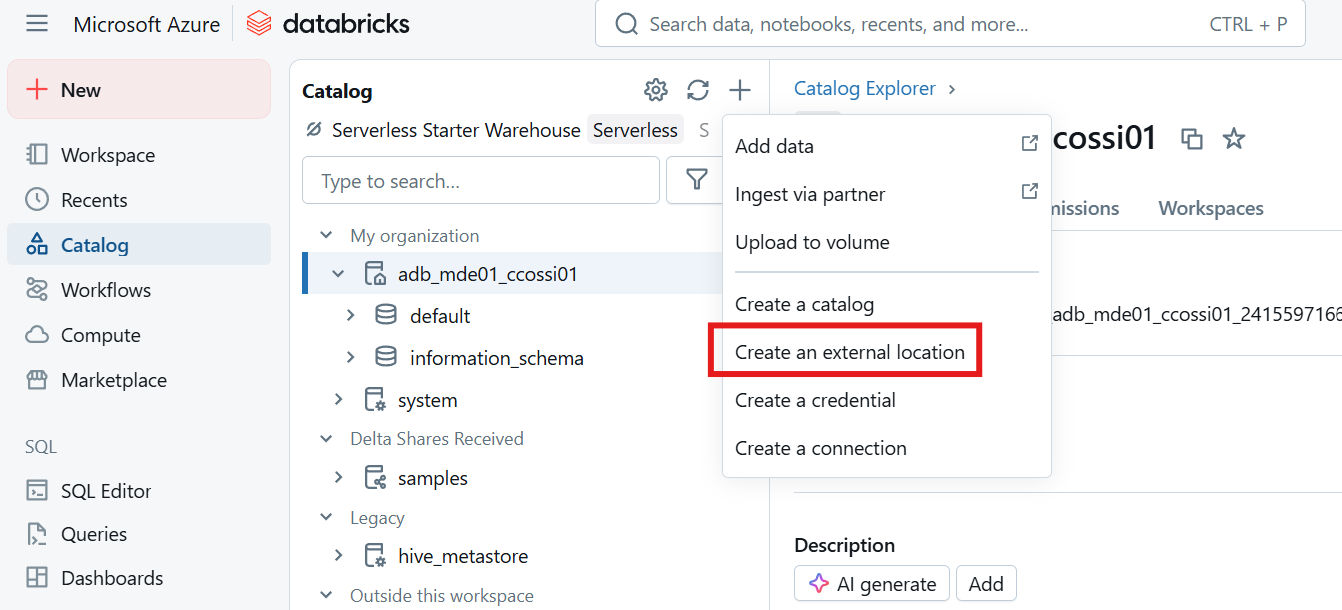 Microsoft Azure databricks
Search data, notebooks, recents, and more... CTRL + P
New
Workspace
Recents
Catalog
Workflows
Compute
Marketplace
SQL
SQL Editor
Queries
Dashboards
Catalog
Serverless Starter Warehouse Serverless S
Type to search...
My organization
adb_mde01_ccossi01
default
information_schema
system
Delta Shares Received
samples
Legacy
hive_metastore
Outside this workspace
Add data
Ingest via partner
Upload to volume
Create a catalog
Create an external location
Create a credential
Create a connection
Catalog Explorer >
ccossi01
missions Workspaces
adb_mde01_ccossi01_241559716
Description
AI generate Add